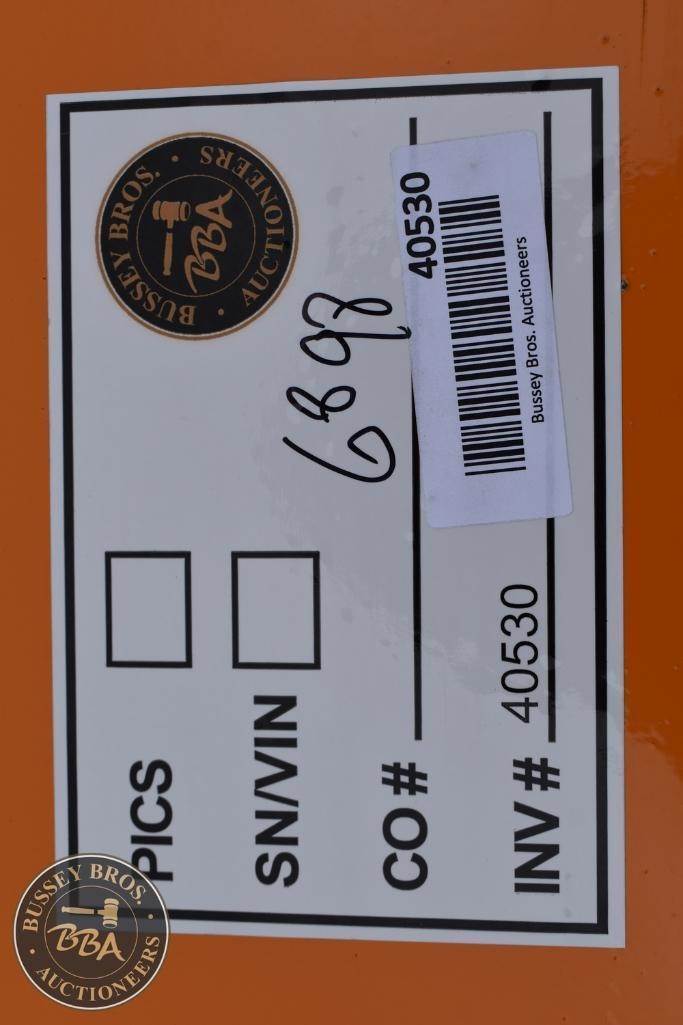 PICS
BUSSEY BROS. • AUCTIONEERS •
BBA
SN/VIN
6898
CO #
40530
Bussey Bros. Auctioneers
INV # 40530
BUSSEY BROS. • AUCTIONEERS •
BBA